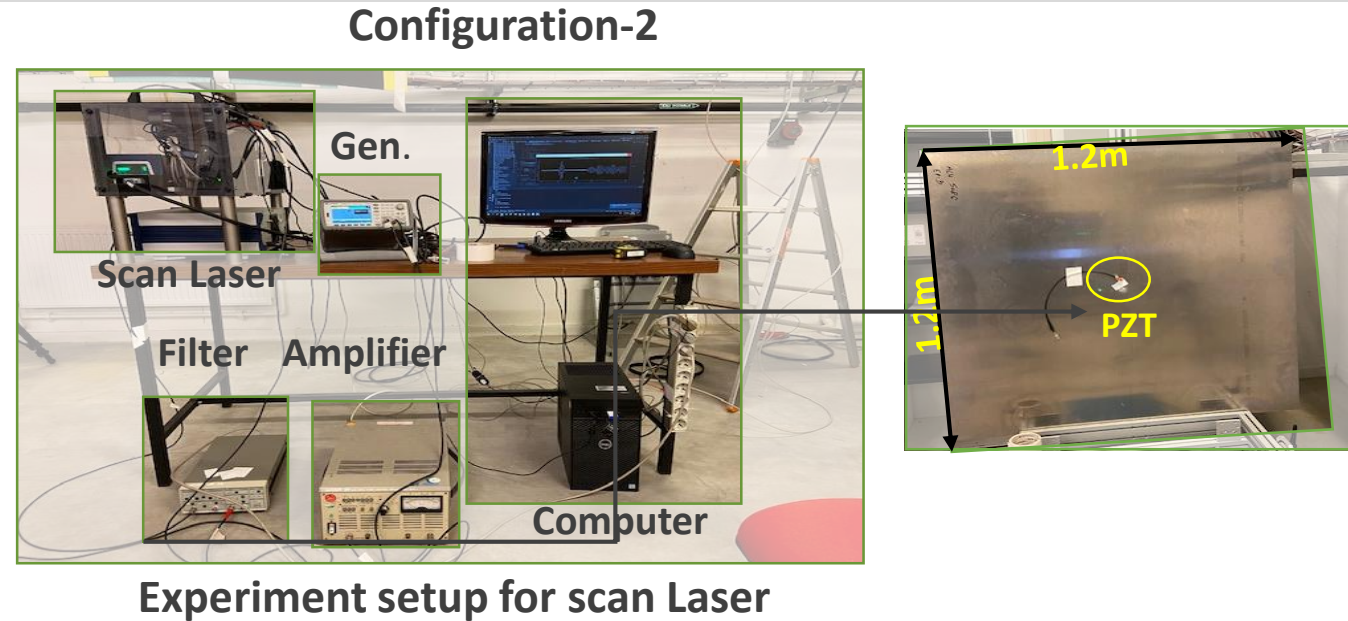 Configuration-2
Gen.
Scan Laser
Filter Amplifier
Computer
1.2m
1.2m
PZT
Experiment setup for scan Laser